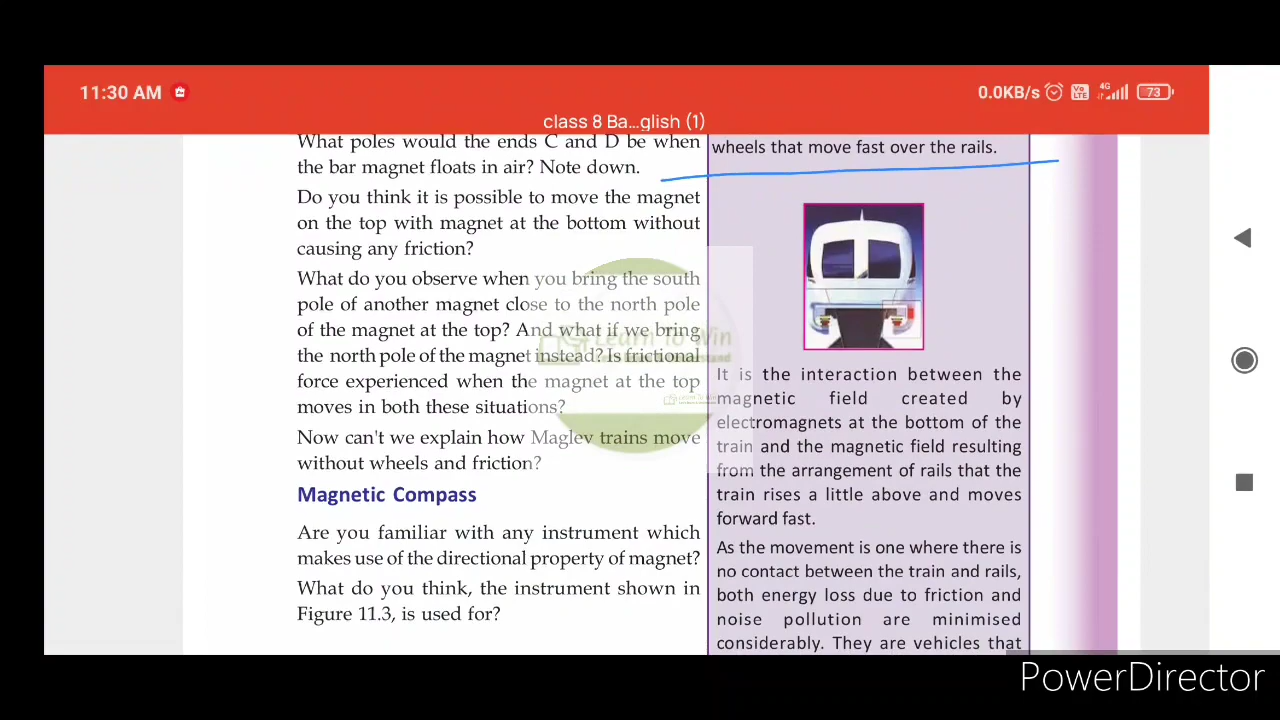 11:30 AM
0.0KB/s
Vo
LTE
4G
73
class 8 Ba...glish (1)
What poles would the ends C and D be when
the bar magnet floats in air? Note down.
Do you think it is possible to move the magnet
on the top with magnet at the bottom without
causing any friction?
What do you observe when you bring the south
pole of another magnet close to the north pole
of the magnet at the top? And what if we bring
the north pole of the magnet instead? Is frictional
force experienced when the magnet at the top
moves in both these situations?
Now can't we explain how Maglev trains move
without wheels and friction?
Magnetic Compass
Are you familiar with any instrument which
makes use of the directional property of magnet?
What do you think, the instrument shown in
Figure 11.3, is used for?
wheels that move fast over the rails.
It is the interaction between the
magnetic field created by
electromagnets at the bottom of the
train and the magnetic field resulting
from the arrangement of rails that the
train rises a little above and moves
forward fast.
As the movement is one where there is
no contact between the train and rails,
both energy loss due to friction and
noise pollution are minimised
considerably. They are vehicles that
Learn To Win
Learn To Win
PowerDirector